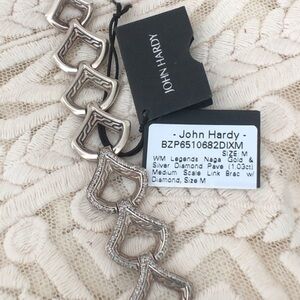 JOHN HARDY
- John Hardy -
BZP6510682DIXM
SIZE M
WM Legends Naga Gold &
Silver Diamond Pave (1.03ct)
Medium Scale Link Brac w/
Diamond, Size M